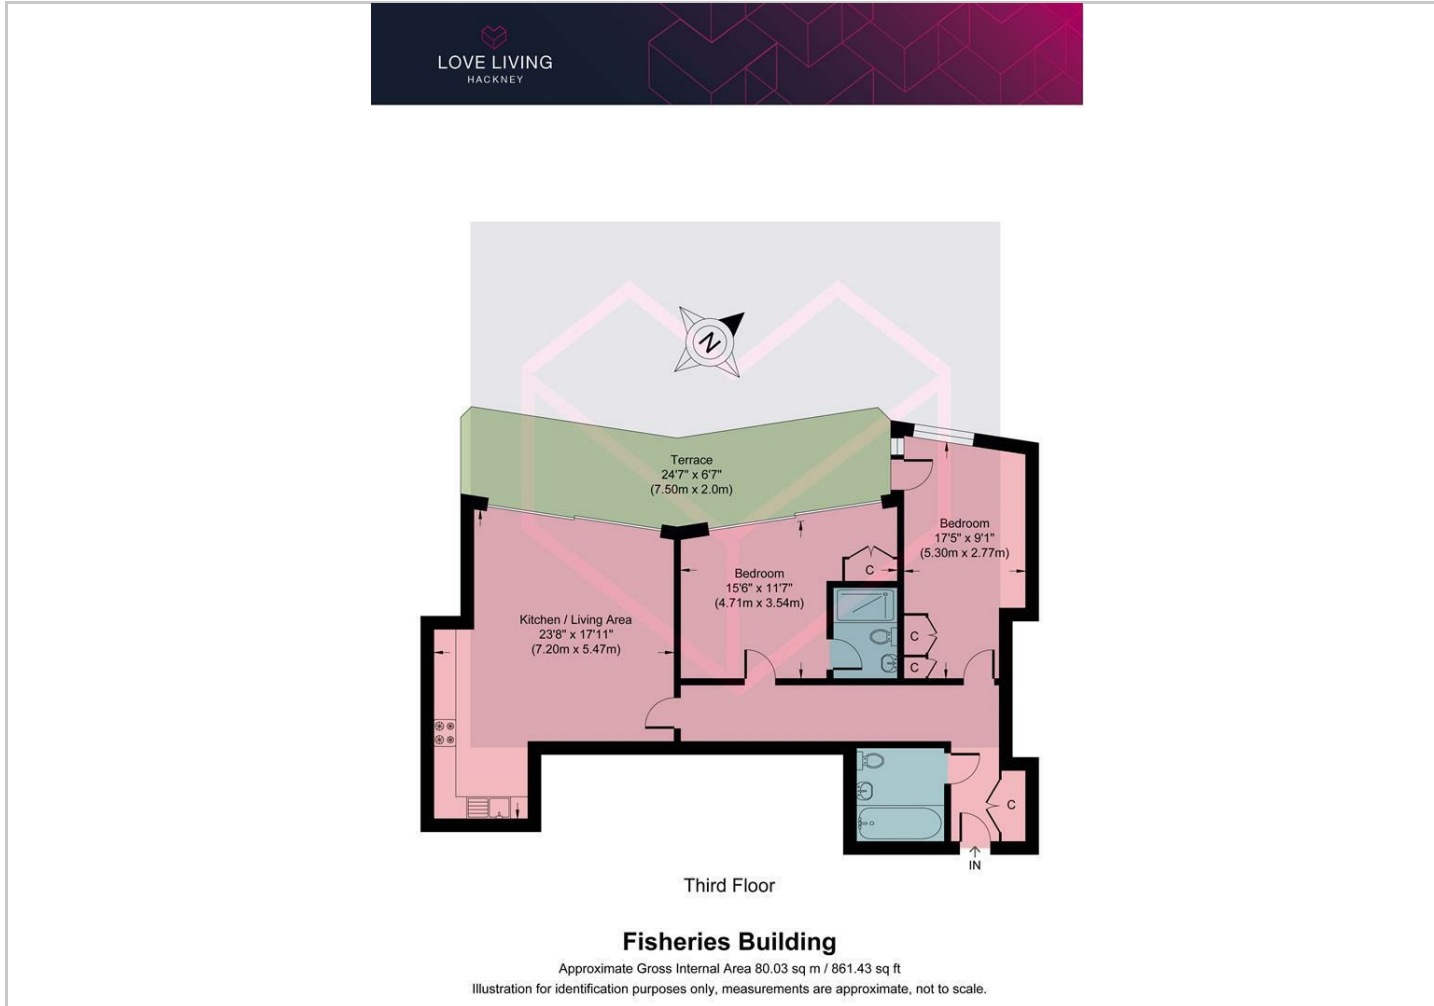 LOVE LIVING
HACKNEY
N
Terrace
24'7" x 6'7"
(7.50m x 2.0m)
Bedroom
17'5" x 9'1"
(5.30m x 2.77m)
Bedroom
15'6" x 11'7"
(4.71m x 3.54m)
C
Kitchen / Living Area
23'8" x 17'11"
(7.20m x 5.47m)
C
C
C
IN
Third Floor
Fisheries Building
Approximate Gross Internal Area 80.03 sq m / 861.43 sq ft
Illustration for identification purposes only, measurements are approximate, not to scale.